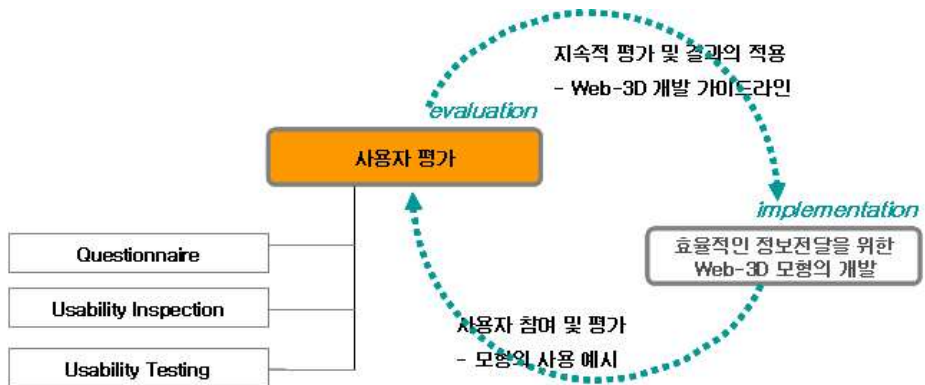 지속적 평가 및 결과의 적용
- Web-3D 개발 가이드라인
evaluation
사용자 평가
implementation
효율적인 정보전달을 위한
Web-3D 모형의 개발
Questionnaire
Usability Inspection
Usability Testing
사용자 참여 및 평가
- 모형의 사용 예시